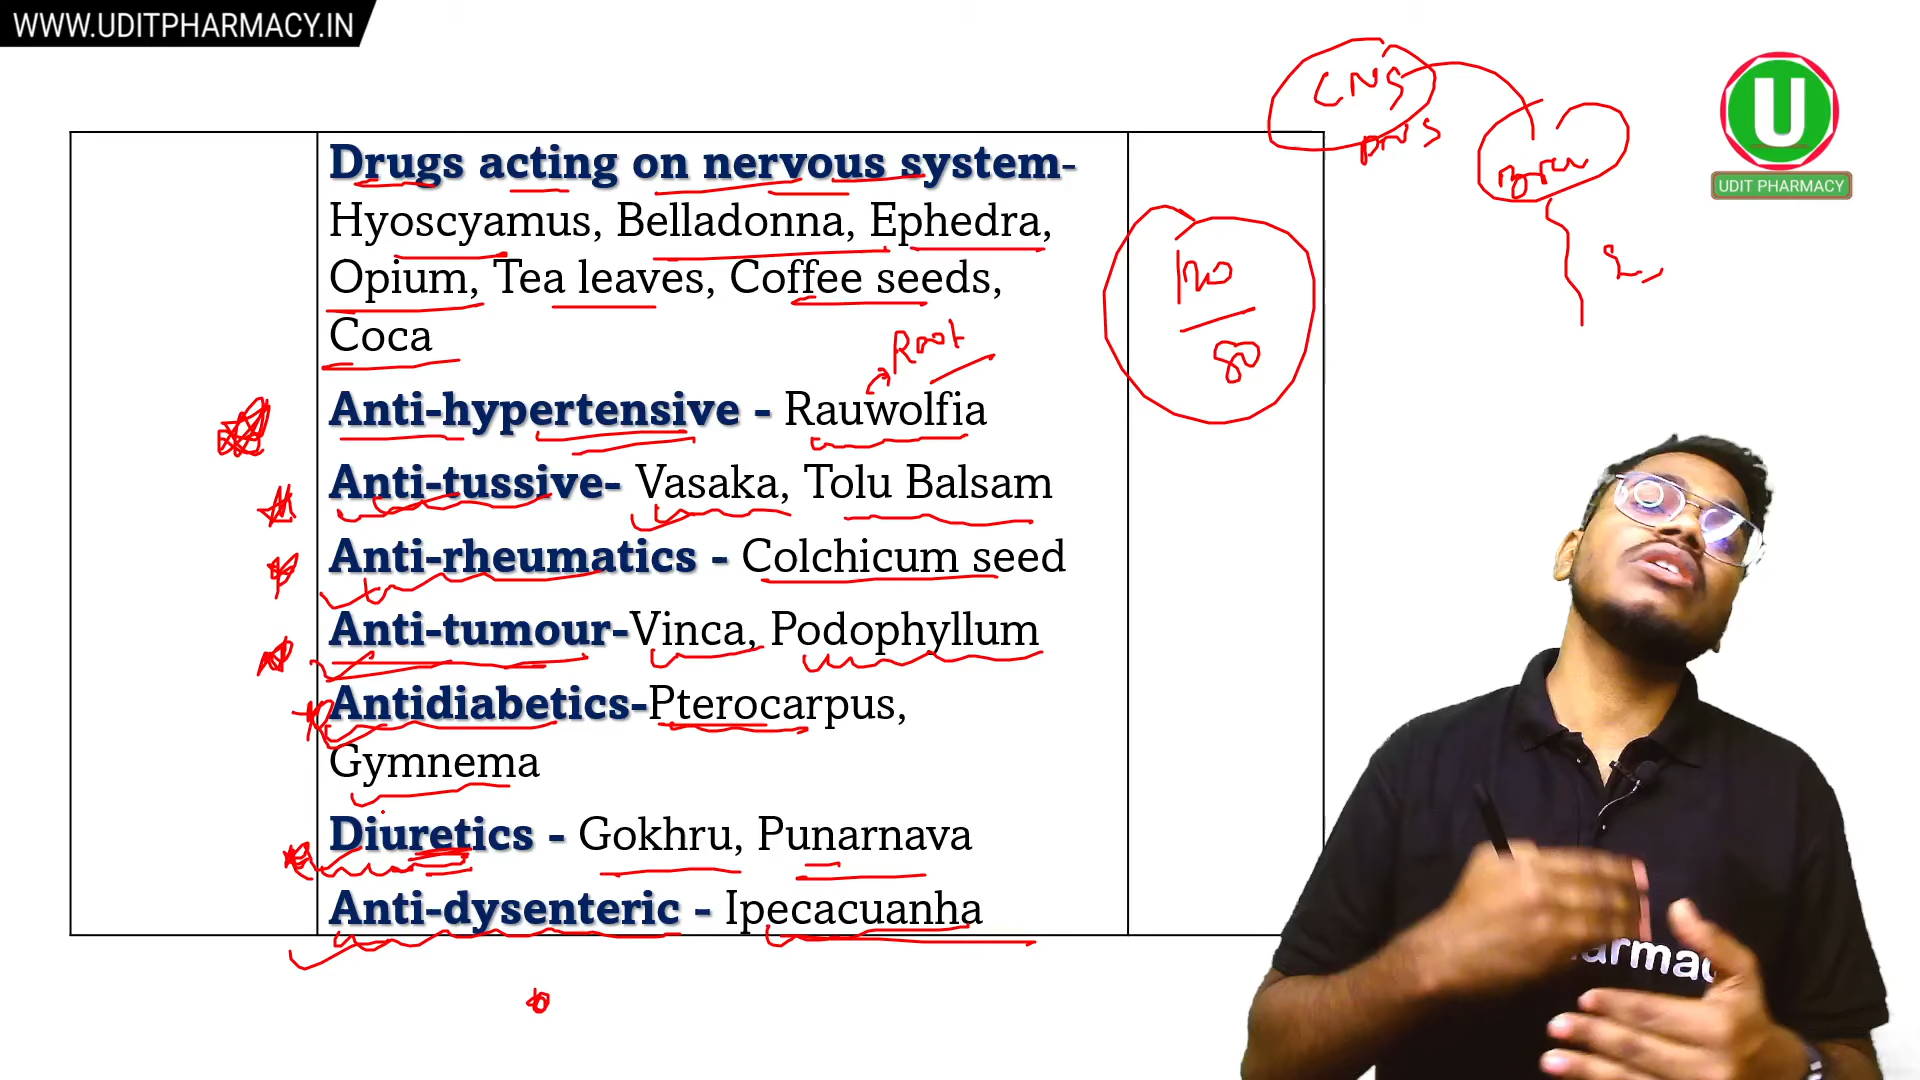 WWW.UDITPHARMACY.IN
CNS
PNS
U
UDIT PHARMACY
Drugs acting on nervous system-
Hyoscyamus, Belladonna, Ephedra,
Opium, Tea leaves, Coffee seeds,
Coca
120
80
Root
Anti-hypertensive - Rauwolfia
Anti-tussive- Vasaka, Tolu Balsam
Anti-rheumatics - Colchicum seed
Anti-tumour-Vinca, Podophyllum
Antidiabetics-Pterocarpus,
Gymnema
Diuretics - Gokhru, Punarnava
Anti-dysenteric - Ipecacuanha